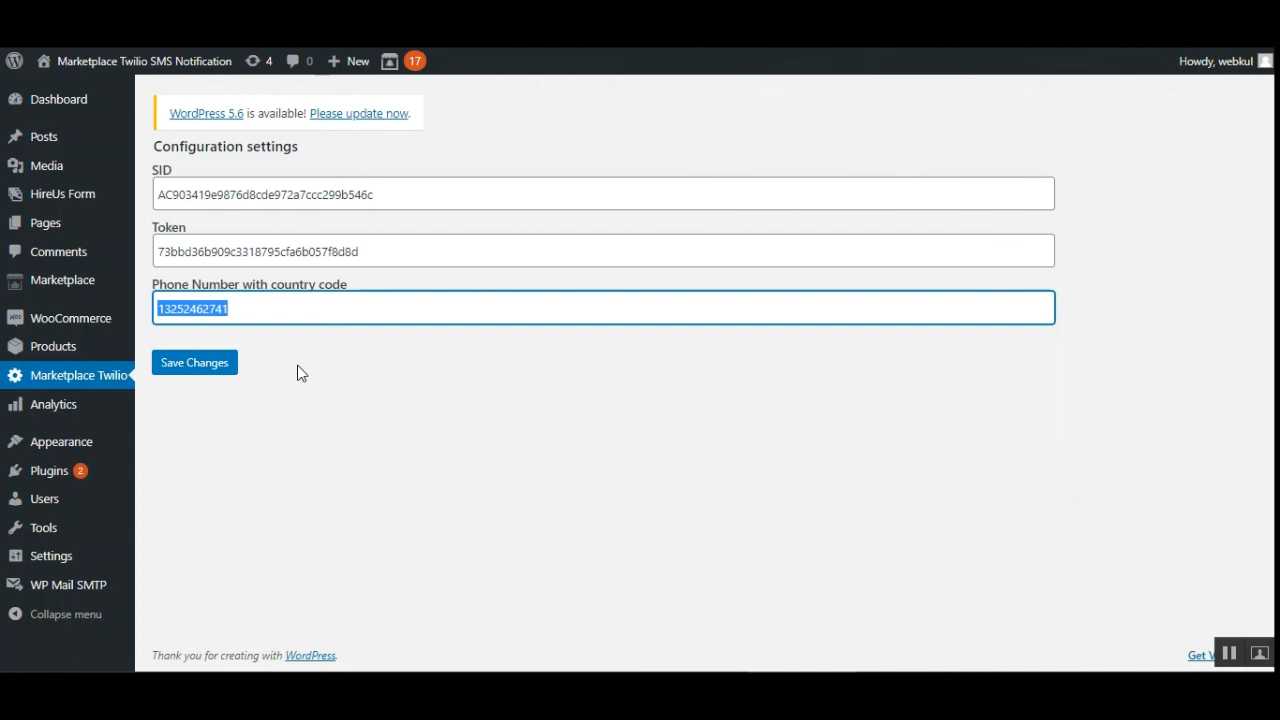 Marketplace Twilio SMS Notification 4 0 New 17 Howdy, webkul
Dashboard
Posts
Media
HireUs Form
Pages
Comments
Marketplace
WooCommerce
Products
Marketplace Twilio
Analytics
Appearance
Plugins 2
Users
Tools
Settings
WP Mail SMTP
Collapse menu
WordPress 5.6 is available! Please update now.
Configuration settings
SID
AC903419e9876d8cde972a7ccc299b546c
Token
73bbd36b909c3318795cfa6b057f8d8d
Phone Number with country code
13252462741
Save Changes
Thank you for creating with WordPress.
Get